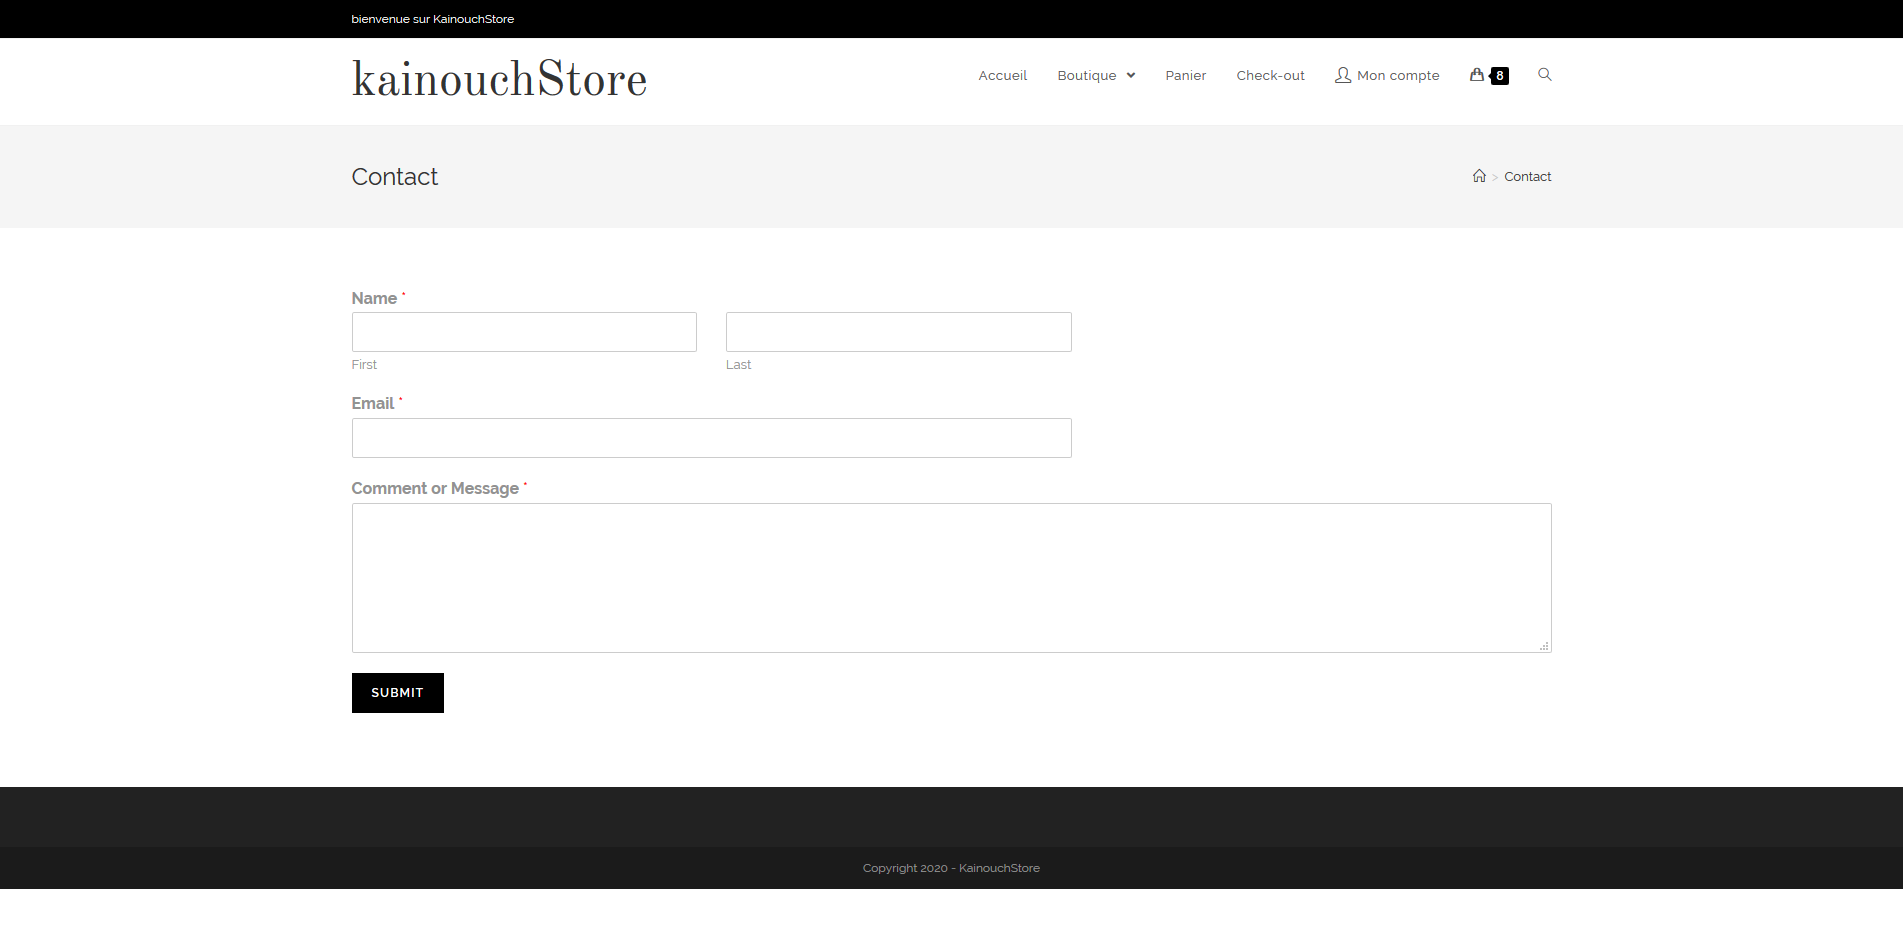 bienvenue sur KainouchStore
kainouchStore
Accueil Boutique Panier Check-out Mon compte 8
Contact
> Contact
Name *
First Last
Email *
Comment or Message *
SUBMIT
Copyright 2020 - KainouchStore